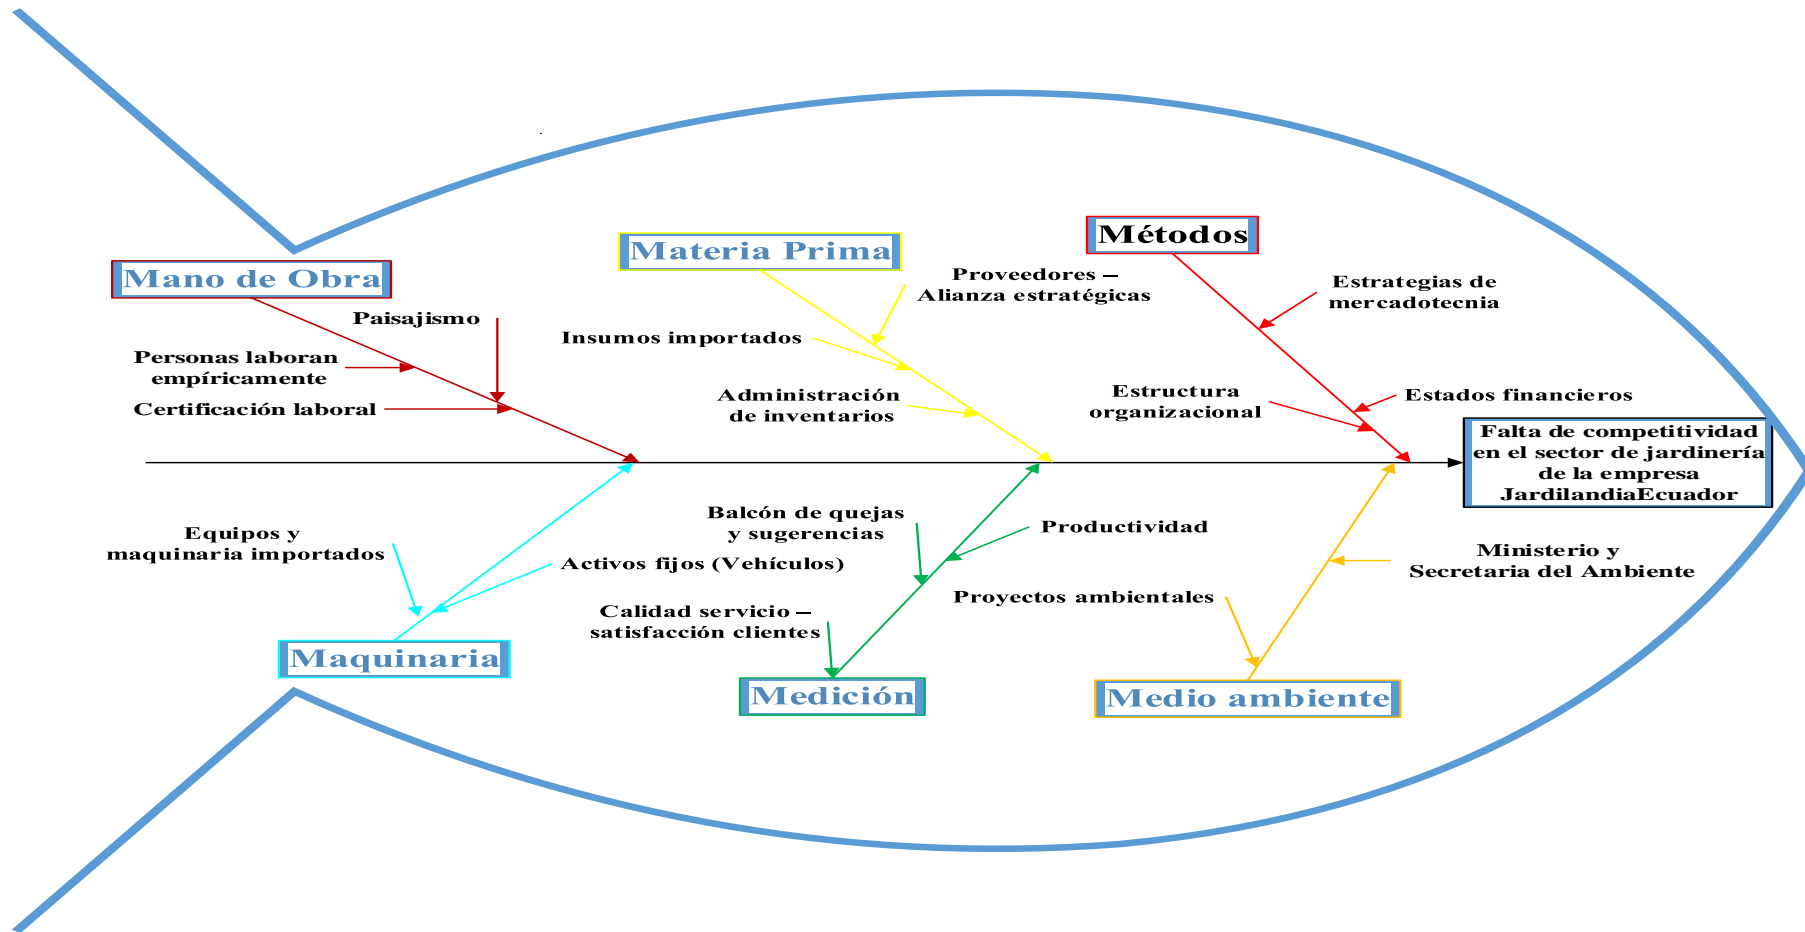 Mano de Obra
Paisajismo
Personas laboran
empíricamente
Certificación laboral
Materia Prima
Proveedores –
Alianza estratégicas
Insumos importados
Administración
de inventarios
Métodos
Estrategias de
mercadotecnia
Estructura
organizacional
Estados financieros
Falta de competitividad
en el sector de jardinería
de la empresa
JardilandiaEcuador
Equipos y
maquinaria importados
Activos fijos (Vehículos)
Maquinaria
Balcón de quejas
y sugerencias
Productividad
Calidad servicio –
satisfacción clientes
Medición
Ministerio y
Secretaria del Ambiente
Proyectos ambientales
Medio ambiente